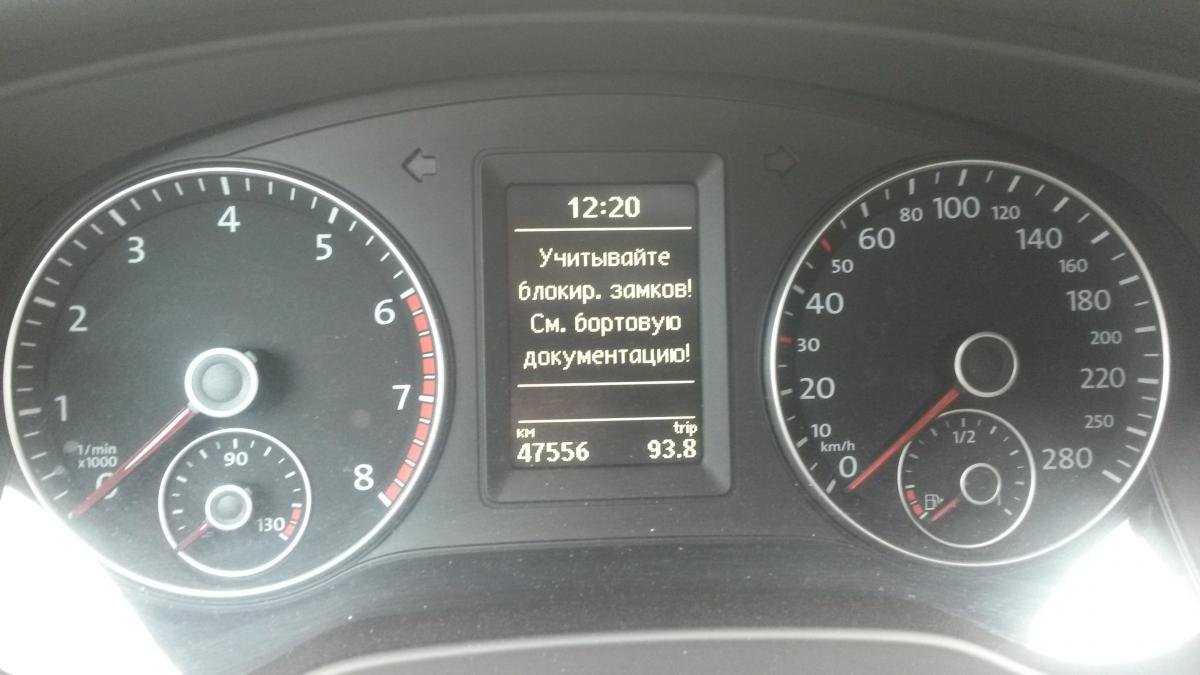 12:20
Учитывайте
блокир. замков!
См. бортовую
документацию!
км trip
47556 93.8
0 1 2 3 4 5 6 7 8
1/min
x1000
90 130
0 10 20 30 40 50 60 80 100 120 140 160 180 200 220 250 280
km/h
1/2